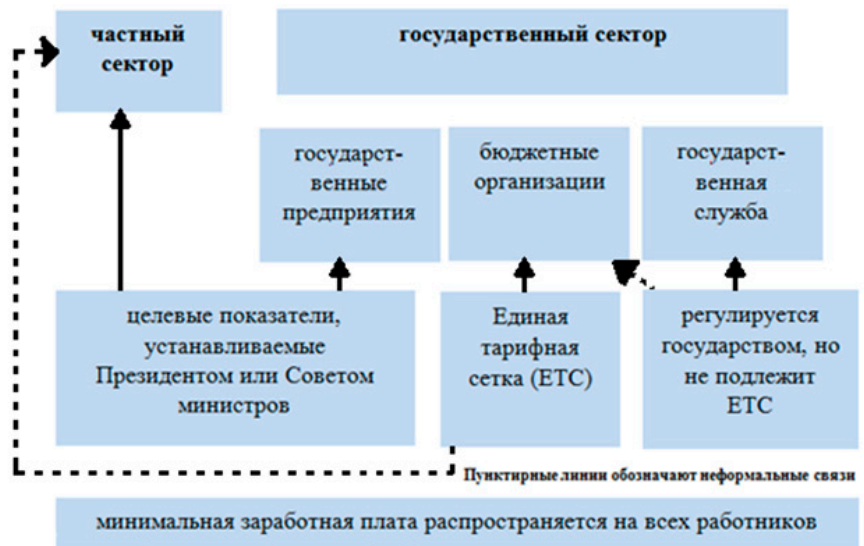 частный
сектор
государственный сектор
государст-
венные
предприятия
бюджетные
организации
государст-
венная
служба
целевые показатели,
устанавливаемые
Президентом или Советом
министров
Единая
тарифная
сетка (ЕТС)
регулируется
государством, но
не подлежит
ЕТС
Пунктирные линии обозначают неформальные связи
минимальная заработная плата распространяется на всех работников